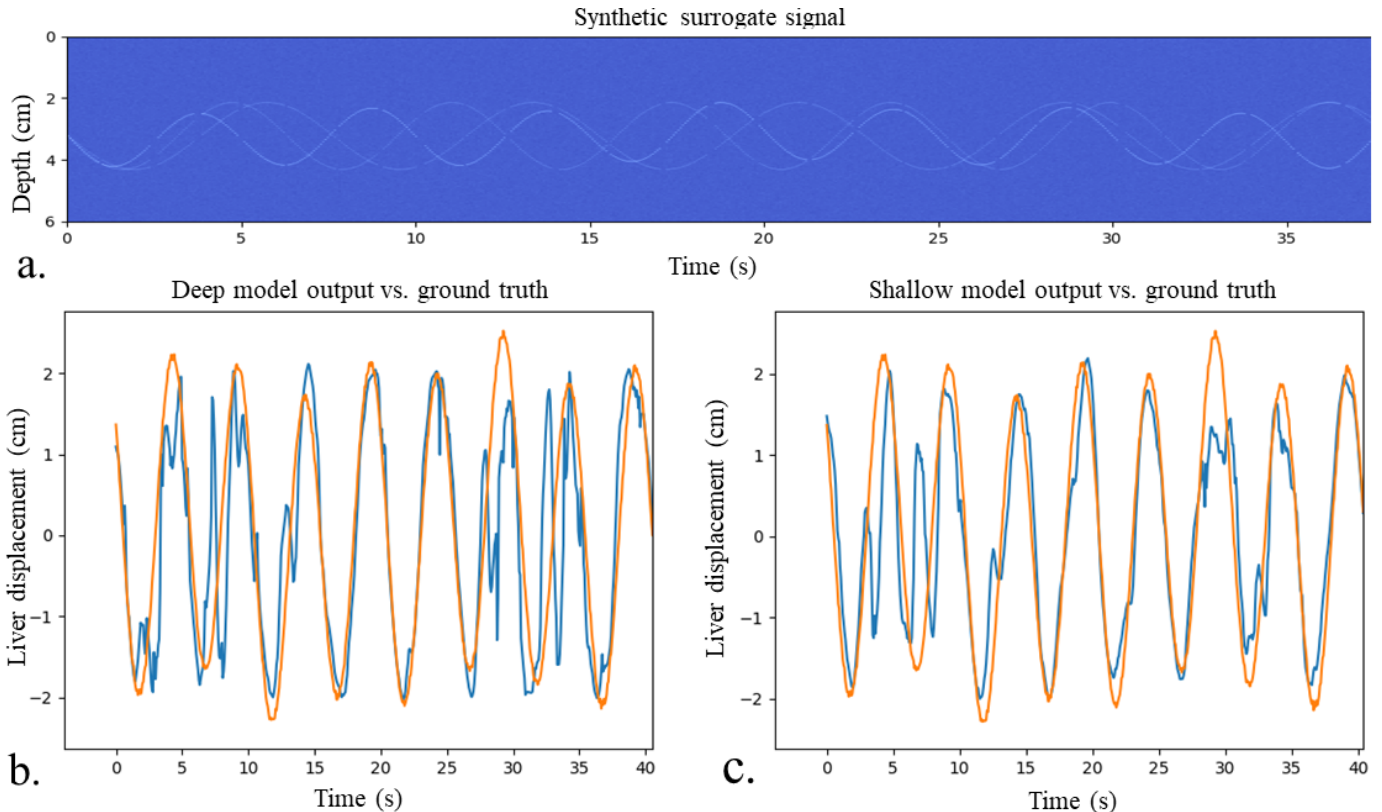 Synthetic surrogate signal
0
2
4
6
Depth (cm)
0 5 10 15 20 25 30 35
Time (s)
a.
Deep model output vs. ground truth
2
1
0
−1
−2
Liver displacement (cm)
0 5 10 15 20 25 30 35 40
Time (s)
b.
Shallow model output vs. ground truth
2
1
0
−1
−2
Liver displacement (cm)
0 5 10 15 20 25 30 35 40
Time (s)
c.